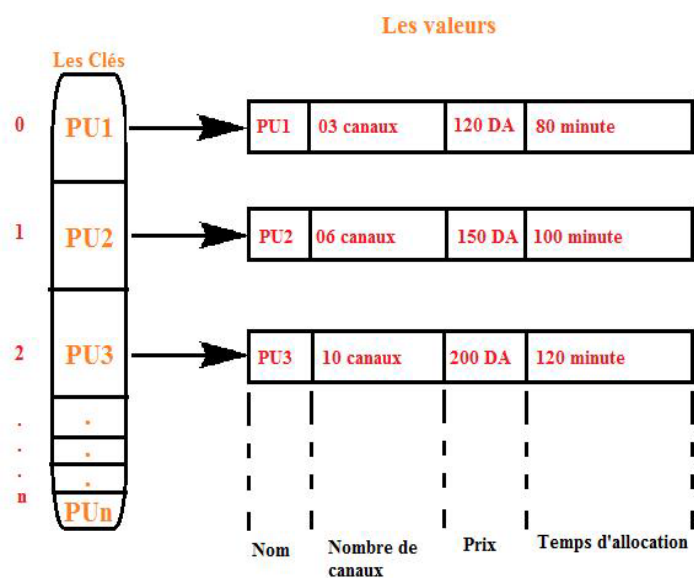 Les valeurs
Les Clés
0 PU1 PU1 03 canaux 120 DA 80 minute
1 PU2 PU2 06 canaux 150 DA 100 minute
2 PU3 PU3 10 canaux 200 DA 120 minute
. .
. .
. .
n PUn
Nom Nombre de canaux Prix Temps d'allocation